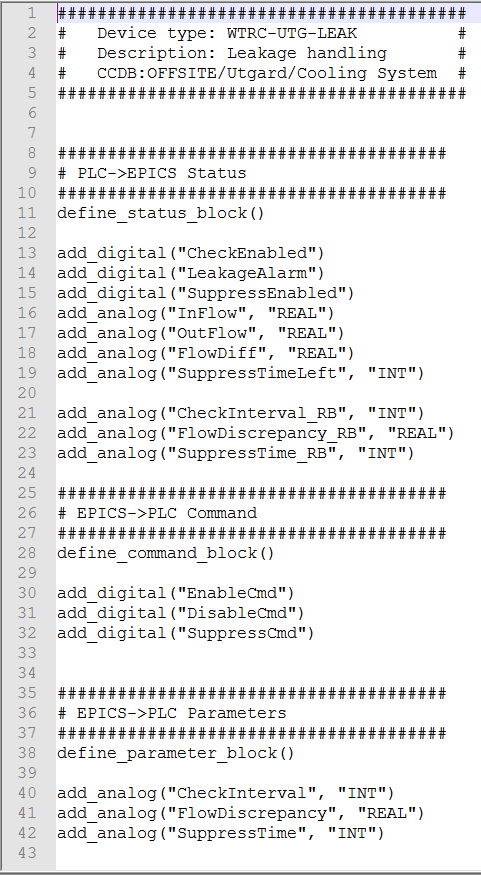 1 #########################################
2 #   Device type: WTRC-UTG-LEAK          #
3 #   Description: Leakage handling       #
4 #   CCDB:OFFSITE/Utgard/Cooling System  #
5 #########################################
6
7
8 #######################################
9 # PLC->EPICS Status
10 #######################################
11 define_status_block()
12
13 add_digital("CheckEnabled")
14 add_digital("LeakageAlarm")
15 add_digital("SuppressEnabled")
16 add_analog("InFlow", "REAL")
17 add_analog("OutFlow", "REAL")
18 add_analog("FlowDiff", "REAL")
19 add_analog("SuppressTimeLeft", "INT")
20
21 add_analog("CheckInterval_RB", "INT")
22 add_analog("FlowDiscrepancy_RB", "REAL")
23 add_analog("SuppressTime_RB", "INT")
24
25 #######################################
26 # EPICS->PLC Command
27 #######################################
28 define_command_block()
29
30 add_digital("EnableCmd")
31 add_digital("DisableCmd")
32 add_digital("SuppressCmd")
33
34
35 #######################################
36 # EPICS->PLC Parameters
37 #######################################
38 define_parameter_block()
39
40 add_analog("CheckInterval", "INT")
41 add_analog("FlowDiscrepancy", "REAL")
42 add_analog("SuppressTime", "INT")
43